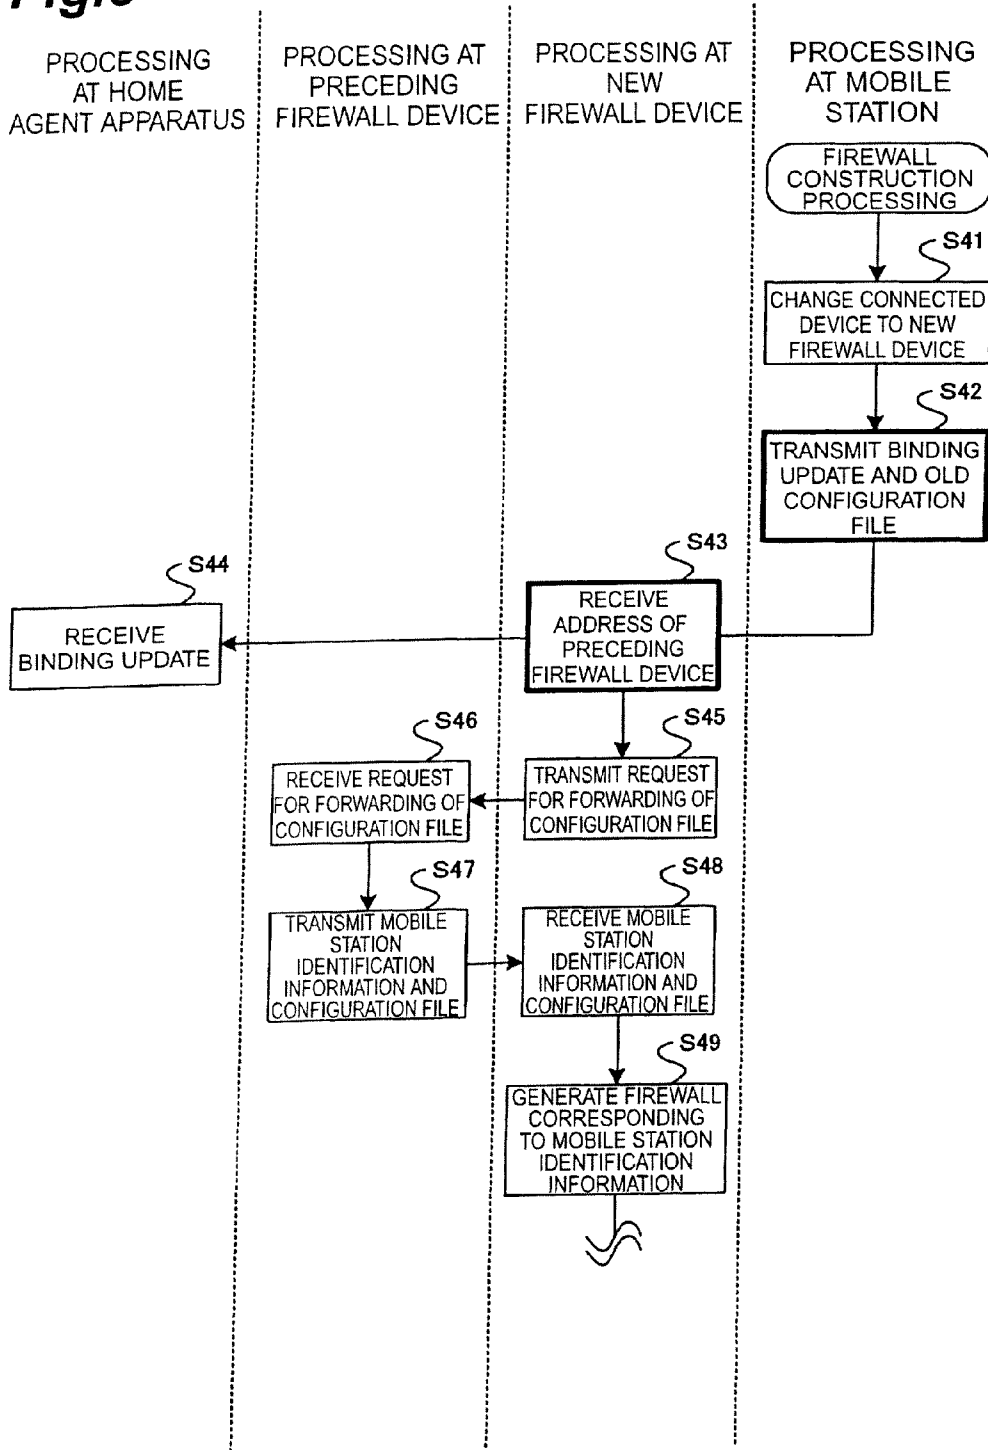 PROCESSING
AT HOME
AGENT APPARATUS
PROCESSING AT
PRECEDING
FIREWALL DEVICE
PROCESSING AT
NEW
FIREWALL DEVICE
PROCESSING
AT MOBILE
STATION
FIREWALL
CONSTRUCTION
PROCESSING
S41
CHANGE CONNECTED
DEVICE TO NEW
FIREWALL DEVICE
S42
TRANSMIT BINDING
UPDATE AND OLD
CONFIGURATION
FILE
S43
RECEIVE
ADDRESS OF
PRECEDING
FIREWALL DEVICE
S44
RECEIVE
BINDING UPDATE
S45
TRANSMIT REQUEST
FOR FORWARDING OF
CONFIGURATION FILE
S46
RECEIVE REQUEST
FOR FORWARDING OF
CONFIGURATION FILE
S47
TRANSMIT MOBILE
STATION
IDENTIFICATION
INFORMATION AND
CONFIGURATION FILE
S48
RECEIVE MOBILE
STATION
IDENTIFICATION
INFORMATION AND
CONFIGURATION FILE
S49
GENERATE FIREWALL
CORRESPONDING
TO MOBILE STATION
IDENTIFICATION
INFORMATION